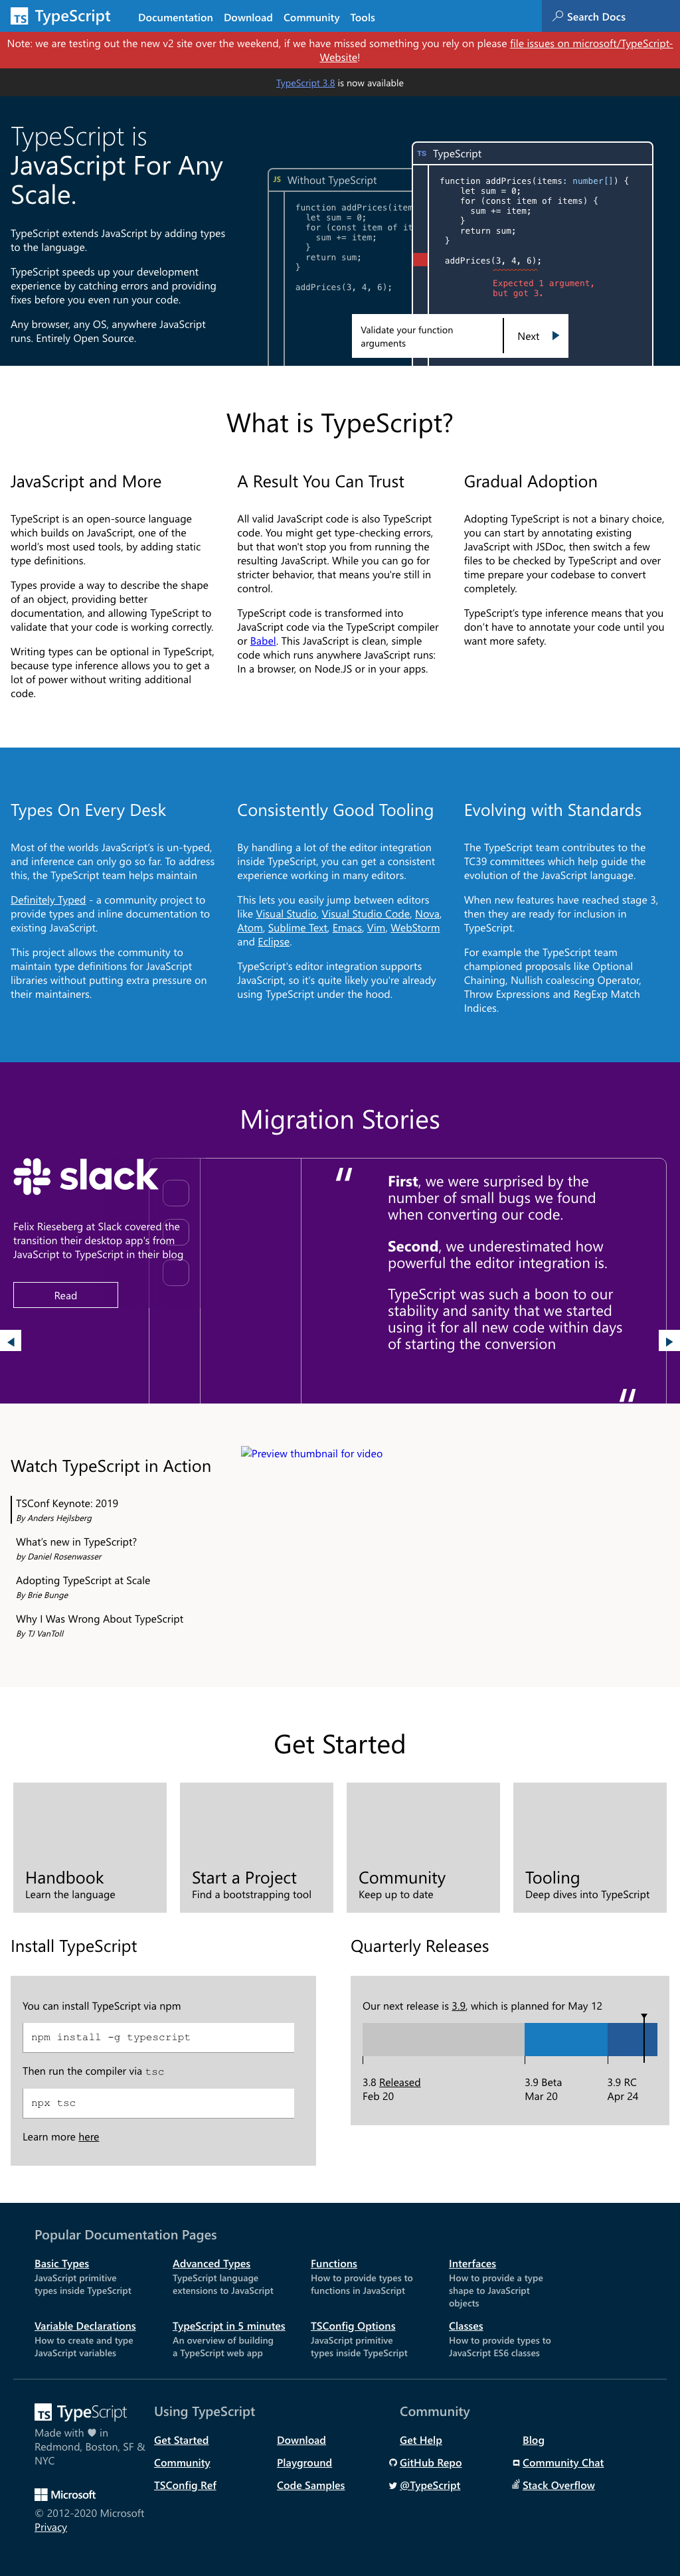 TS TypeScript Documentation Download Community Tools Search Docs
Note: we are testing out the new v2 site over the weekend, if we have missed something you rely on please file issues on microsoft/TypeScript-
Website!
TypeScript 3.8 is now available
TypeScript is
JavaScript For Any
Scale.
TypeScript extends JavaScript by adding types
to the language.
TypeScript speeds up your development
experience by catching errors and providing
fixes before you even run your code.
Any browser, any OS, anywhere JavaScript
runs. Entirely Open Source.
JS Without TypeScript
function addPrices(item
let sum = 0;
for (const item of it
sum += item;
}
return sum;
}
addPrices(3, 4, 6);
TS TypeScript
function addPrices(items: number[]) {
let sum = 0;
for (const item of items) {
sum += item;
}
return sum;
}
addPrices(3, 4, 6);
Expected 1 argument,
but got 3.
Validate your function
arguments
Next
What is TypeScript?
JavaScript and More
TypeScript is an open-source language
which builds on JavaScript, one of the
world's most used tools, by adding static
type definitions.
Types provide a way to describe the shape
of an object, providing better
documentation, and allowing TypeScript to
validate that your code is working correctly.
Writing types can be optional in TypeScript,
because type inference allows you to get a
lot of power without writing additional
code.
A Result You Can Trust
All valid JavaScript code is also TypeScript
code. You might get type-checking errors,
but that won't stop you from running the
resulting JavaScript. While you can go for
stricter behavior, that means you're still in
control.
TypeScript code is transformed into
JavaScript code via the TypeScript compiler
or Babel. This JavaScript is clean, simple
code which runs anywhere JavaScript runs:
In a browser, on Node.JS or in your apps.
Gradual Adoption
Adopting TypeScript is not a binary choice,
you can start by annotating existing
JavaScript with JSDoc, then switch a few
files to be checked by TypeScript and over
time prepare your codebase to convert
completely.
TypeScript's type inference means that you
don't have to annotate your code until you
want more safety.
Types On Every Desk
Most of the worlds JavaScript's is un-typed,
and inference can only go so far. To address
this, the TypeScript team helps maintain
Definitely Typed - a community project to
provide types and inline documentation to
existing JavaScript.
This project allows the community to
maintain type definitions for JavaScript
libraries without putting extra pressure on
their maintainers.
Consistently Good Tooling
By handling a lot of the editor integration
inside TypeScript, you can get a consistent
experience working in many editors.
This lets you easily jump between editors
like Visual Studio, Visual Studio Code, Nova,
Atom, Sublime Text, Emacs, Vim, WebStorm
and Eclipse.
TypeScript's editor integration supports
JavaScript, so it's quite likely you're already
using TypeScript under the hood.
Evolving with Standards
The TypeScript team contributes to the
TC39 committees which help guide the
evolution of the JavaScript language.
When new features have reached stage 3,
then they are ready for inclusion in
TypeScript.
For example the TypeScript team
championed proposals like Optional
Chaining, Nullish coalescing Operator,
Throw Expressions and RegExp Match
Indices.
Migration Stories
slack
Felix Rieseberg at Slack covered the
transition their desktop app's from
JavaScript to TypeScript in their blog
Read
"
First, we were surprised by the
number of small bugs we found
when converting our code.
Second, we underestimated how
powerful the editor integration is.
TypeScript was such a boon to our
stability and sanity that we started
using it for all new code within days
of starting the conversion
"
Watch TypeScript in Action
TSConf Keynote: 2019
By Anders Hejlsberg
What's new in TypeScript?
by Daniel Rosenwasser
Adopting TypeScript at Scale
By Brie Bunge
Why I Was Wrong About TypeScript
By TJ VanToll
Preview thumbnail for video
Get Started
Handbook
Learn the language
Start a Project
Find a bootstrapping tool
Community
Keep up to date
Tooling
Deep dives into TypeScript
Install TypeScript
You can install TypeScript via npm
npm install -g typescript
Then run the compiler via tsc
npx tsc
Learn more here
Quarterly Releases
Our next release is 3.9, which is planned for May 12
3.8 Released
Feb 20
3.9 Beta
Mar 20
3.9 RC
Apr 24
Popular Documentation Pages
Basic Types
JavaScript primitive
types inside TypeScript
Advanced Types
TypeScript language
extensions to JavaScript
Functions
How to provide types to
functions in JavaScript
Interfaces
How to provide a type
shape to JavaScript
objects
Variable Declarations
How to create and type
JavaScript variables
TypeScript in 5 minutes
An overview of building
a TypeScript web app
TSConfig Options
JavaScript primitive
types inside TypeScript
Classes
How to provide types to
JavaScript ES6 classes
TS TypeScript
Made with ♥ in
Redmond, Boston, SF &
NYC
Microsoft
© 2012-2020 Microsoft
Privacy
Using TypeScript
Get Started Download
Community Playground
TSConfig Ref Code Samples
Community
Get Help Blog
GitHub Repo Community Chat
@TypeScript Stack Overflow